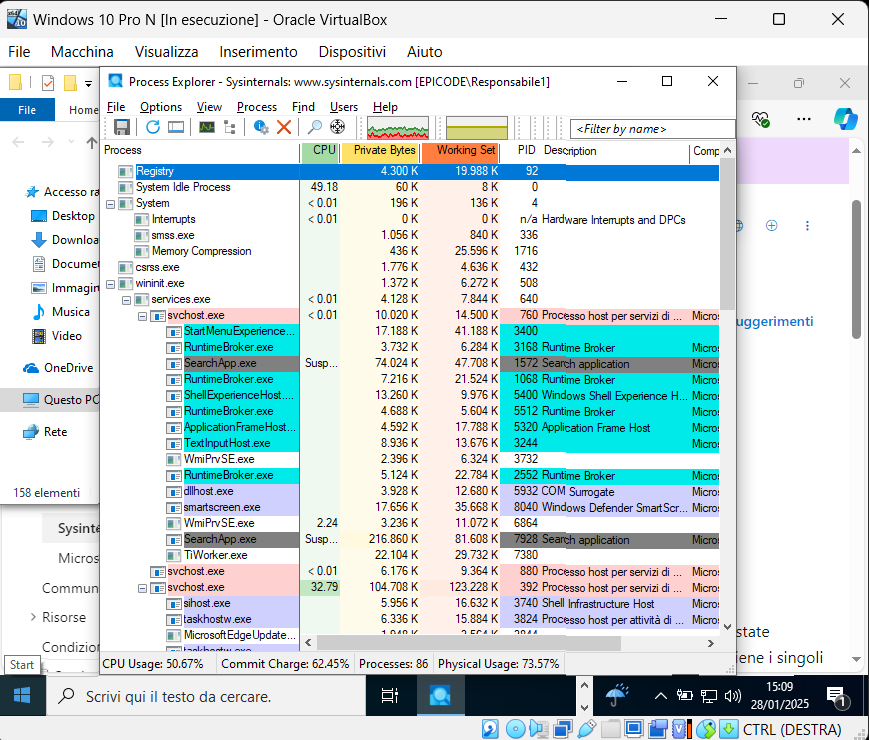 Windows 10 Pro N [In esecuzione] - Oracle VirtualBox
File Macchina Visualizza Inserimento Dispositivi Aiuto
Process Explorer - Sysinternals: www.sysinternals.com [EPICODE\Responsabile1]
File Home
File Options View Process Find Users Help
<Filter by name>
Process CPU Private Bytes Working Set PID Description Comp
Registry 4.300 K 19.988 K 92
System Idle Process 49.18 60 K 8 K 0
System < 0.01 196 K 136 K 4
Interrupts < 0.01 0 K 0 K n/a Hardware Interrupts and DPCs
smss.exe 1.056 K 840 K 336
Memory Compression 436 K 25.596 K 1716
csrss.exe 1.776 K 4.636 K 432
wininit.exe 1.372 K 6.272 K 508
services.exe < 0.01 4.128 K 7.844 K 640
svchost.exe < 0.01 10.020 K 14.500 K 760 Processo host per servizi di ... Micros
StartMenuExperience... 17.188 K 41.188 K 3400
RuntimeBroker.exe 3.732 K 6.284 K 3168 Runtime Broker Micros
SearchApp.exe Susp... 74.024 K 47.708 K 1572 Search application Micros
RuntimeBroker.exe 7.216 K 21.524 K 1068 Runtime Broker Micros
ShellExperienceHost.... 13.260 K 9.976 K 5400 Windows Shell Experience H... Micros
RuntimeBroker.exe 4.688 K 5.604 K 5512 Runtime Broker Micros
ApplicationFrameHost... 4.592 K 17.788 K 5320 Application Frame Host Micros
TextInputHost.exe 8.936 K 13.676 K 3244 Micros
WmiPrvSE.exe 2.396 K 6.324 K 3732
RuntimeBroker.exe 5.124 K 22.784 K 2552 Runtime Broker Micros
dllhost.exe 3.928 K 12.680 K 5932 COM Surrogate Micros
smartscreen.exe 17.656 K 35.668 K 8040 Windows Defender SmartScr... Micros
WmiPrvSE.exe 2.24 3.236 K 11.072 K 6864
SearchApp.exe Susp... 216.860 K 81.608 K 7928 Search application Micros
TiWorker.exe 22.104 K 29.732 K 7380
svchost.exe < 0.01 6.176 K 9.364 K 880 Processo host per servizi di ... Micros
svchost.exe 32.79 104.708 K 123.228 K 392 Processo host per servizi di ... Micros
sihost.exe 5.956 K 16.632 K 3740 Shell Infrastructure Host Micros
taskhostw.exe 6.336 K 15.884 K 3824 Processo host per attività di ... Micros
MicrosoftEdgeUpdate...
CPU Usage: 50.67% Commit Charge: 62.45% Processes: 86 Physical Usage: 73.57%
Accesso ra
Desktop
Downloa
Docume
Immagin
Musica
Video
OneDrive
Questo PC
Rete
158 elementi
Sysinte
Micros
Commun
Risorse
Condizio
uggerimenti
state
iene i singoli
Start
Scrivi qui il testo da cercare.
15:09
28/01/2025
1
CTRL (DESTRA)